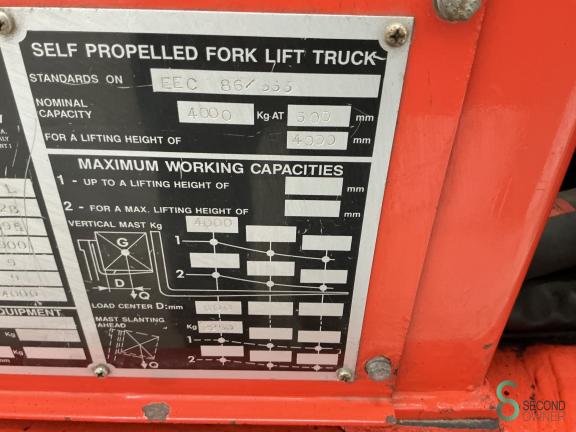 SELF PROPELLED FORK LIFT TRUCK
STANDARDS ON EEC 86/
NOMINAL CAPACITY 4000 Kg AT 500 mm
FOR A LIFTING HEIGHT OF 4000 mm
MAXIMUM WORKING CAPACITIES
1 - UP TO A LIFTING HEIGHT OF mm
2 - FOR A MAX. LIFTING HEIGHT OF mm
VERTICAL MAST Kg 4000
G
1
2
D
Q
LOAD CENTER D: mm
MAST SLANTING AHEAD Kg
1
2
Q
EQUIPMENT
Kg
Kg
SECOND
OWNER